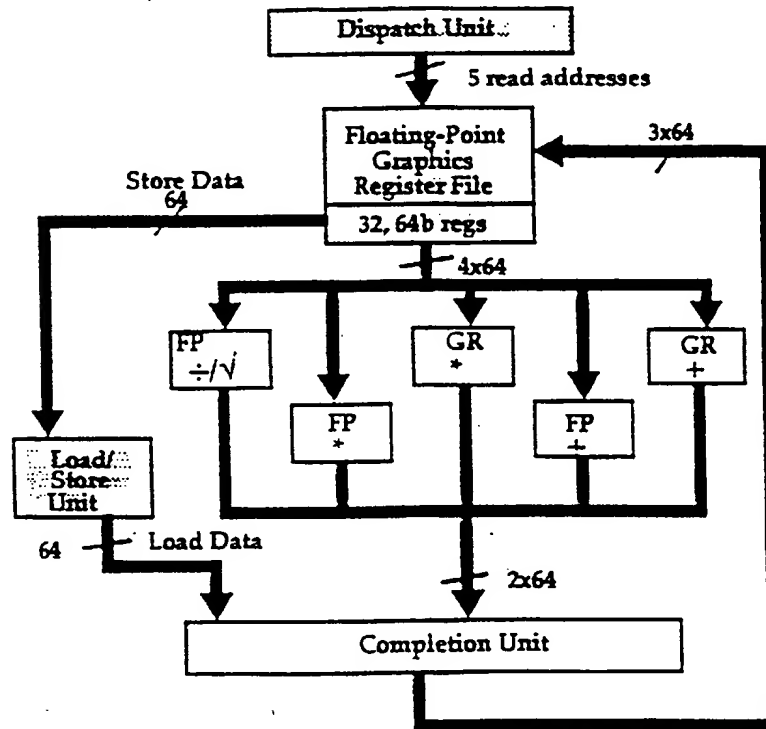 Dispatch Unit
5 read addresses
Floating-Point
Graphics
Register File
3x64
Store Data
64
32, 64b regs
4x64
FP
÷/√
GR
*
GR
+
FP
*
FP
+
Load/
Store
Unit
64
Load Data
2x64
Completion Unit